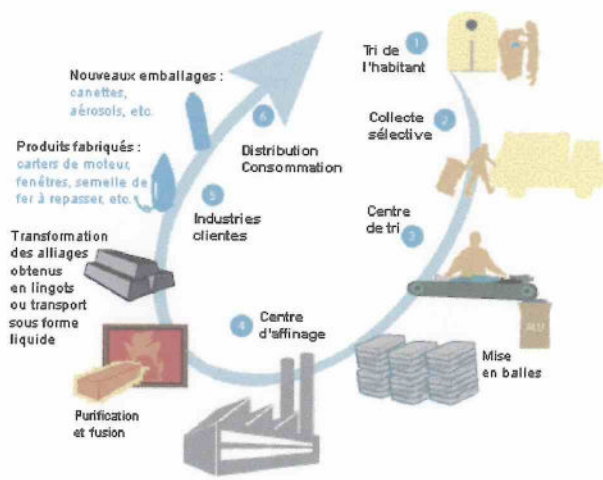 1
Tri de
l'habitant
2
Collecte
sélective
Centre
de tri
3
ALU
Mise
en balles
4
Centre
d'affinage
Purification
et fusion
Transformation
des alliages
obtenus
en lingots
ou transport
sous forme
liquide
5
Industries
clientes
Produits fabriqués :
carters de moteur,
fenêtres, semelle de
fer à repasser, etc.
Nouveaux emballages :
canettes,
aérosols, etc.
6
Distribution
Consommation